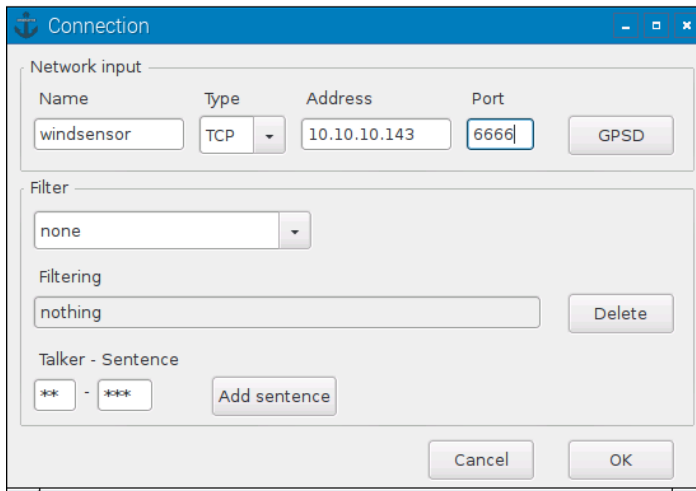 Connection
Network input
Name Type Address Port
windsensor TCP 10.10.10.143 6666 GPSD
Filter
none
Filtering
nothing Delete
Talker - Sentence
** - *** Add sentence
Cancel OK